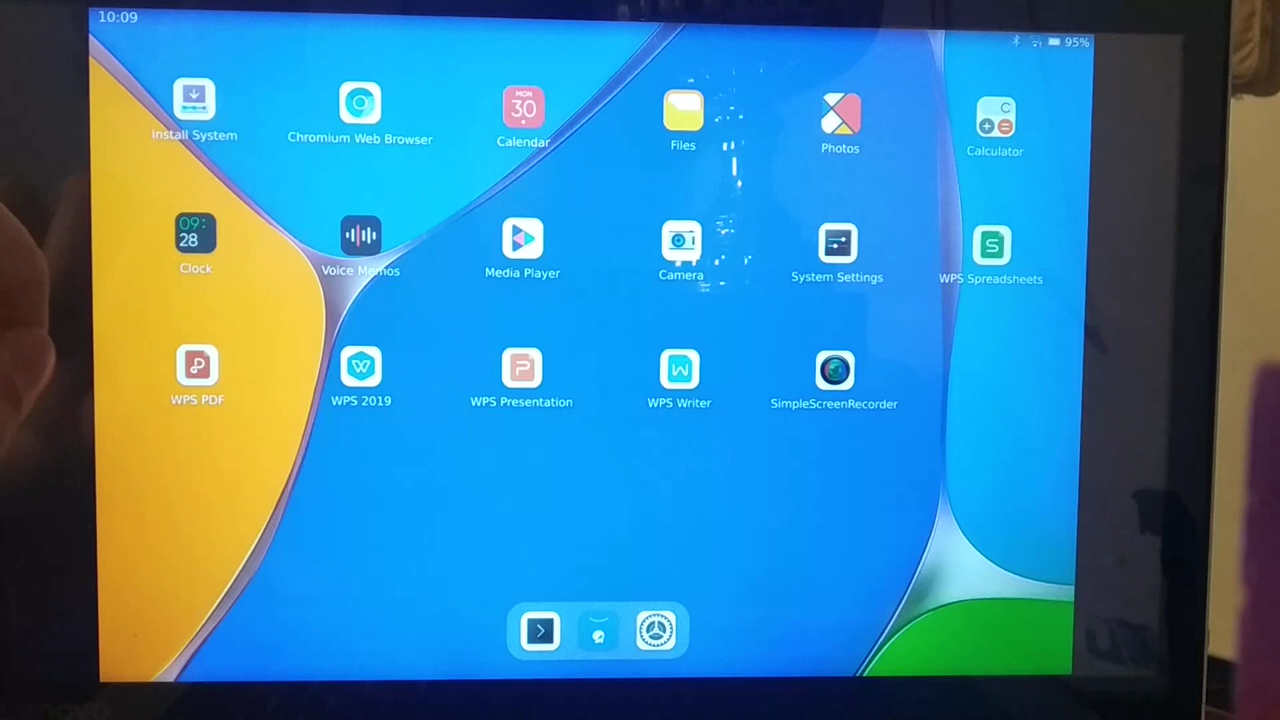 10:09
95%
Install System
Chromium Web Browser
MON
30
Calendar
Files
Photos
C
Calculator
09:
28
Clock
Voice Memos
Media Player
Camera
System Settings
S
WPS Spreadsheets
WPS PDF
W
WPS 2019
P
WPS Presentation
W
WPS Writer
SimpleScreenRecorder